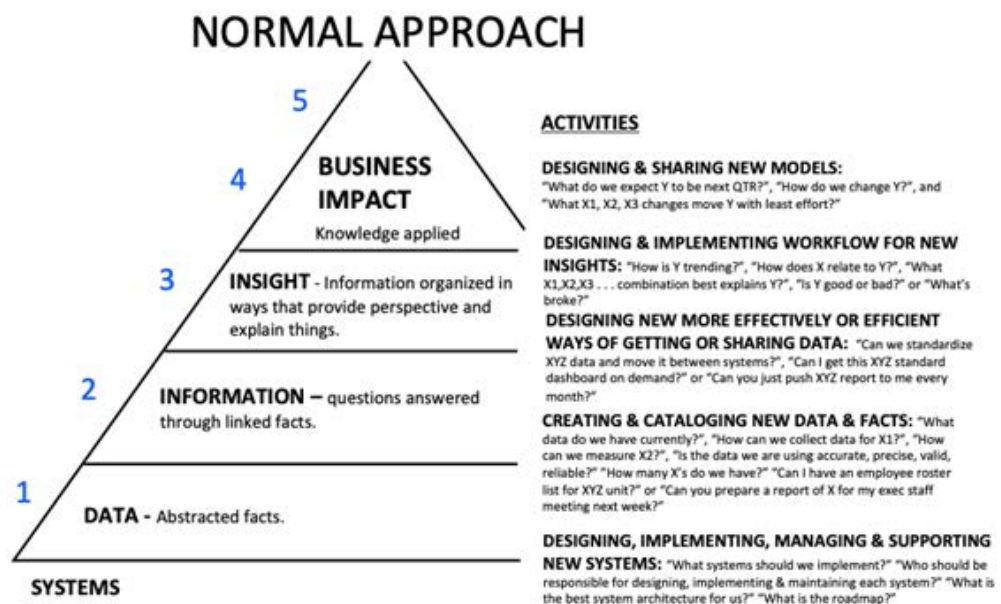 NORMAL APPROACH
5
4
3
2
1
BUSINESS
IMPACT
Knowledge applied
INSIGHT - Information organized in
ways that provide perspective and
explain things.
INFORMATION – questions answered
through linked facts.
DATA - Abstracted facts.
SYSTEMS
ACTIVITIES
DESIGNING & SHARING NEW MODELS:
"What do we expect Y to be next QTR?", "How do we change Y?", and
"What X1, X2, X3 changes move Y with least effort?"
DESIGNING & IMPLEMENTING WORKFLOW FOR NEW
INSIGHTS: "How is Y trending?", "How does X relate to Y?", "What
X1,X2,X3 . . . combination best explains Y?", "Is Y good or bad?" or "What's
broke?"
DESIGNING NEW MORE EFFECTIVELY OR EFFICIENT
WAYS OF GETTING OR SHARING DATA: "Can we standardize
XYZ data and move it between systems?", "Can I get this XYZ standard
dashboard on demand?" or "Can you just push XYZ report to me every
month?"
CREATING & CATALOGING NEW DATA & FACTS: "What
data do we have currently?", "How can we collect data for X1?", "How
can we measure X2?", "Is the data we are using accurate, precise, valid,
reliable?" "How many X's do we have?" "Can I have an employee roster
list for XYZ unit?" or "Can you prepare a report of X for my exec staff
meeting next week?"
DESIGNING, IMPLEMENTING, MANAGING & SUPPORTING
NEW SYSTEMS: "What systems should we implement?" "Who should be
responsible for designing, implementing & maintaining each system?" "What is
the best system architecture for us?" "What is the roadmap?"